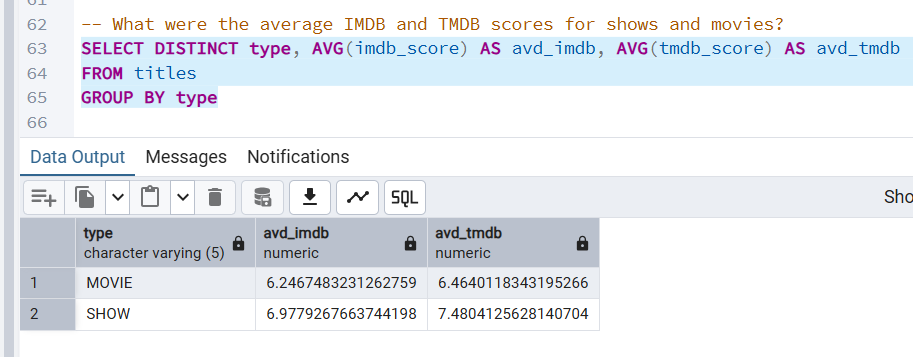 61
62 -- What were the average IMDB and TMDB scores for shows and movies?
63 SELECT DISTINCT type, AVG(imdb_score) AS avd_imdb, AVG(tmdb_score) AS avd_tmdb
64 FROM titles
65 GROUP BY type
66
Data Output Messages Notifications
SQL Sho
type avd_imdb avd_tmdb
character varying (5) numeric numeric
1 MOVIE 6.2467483231262759 6.4640118343195266
2 SHOW 6.9779267663744198 7.4804125628140704